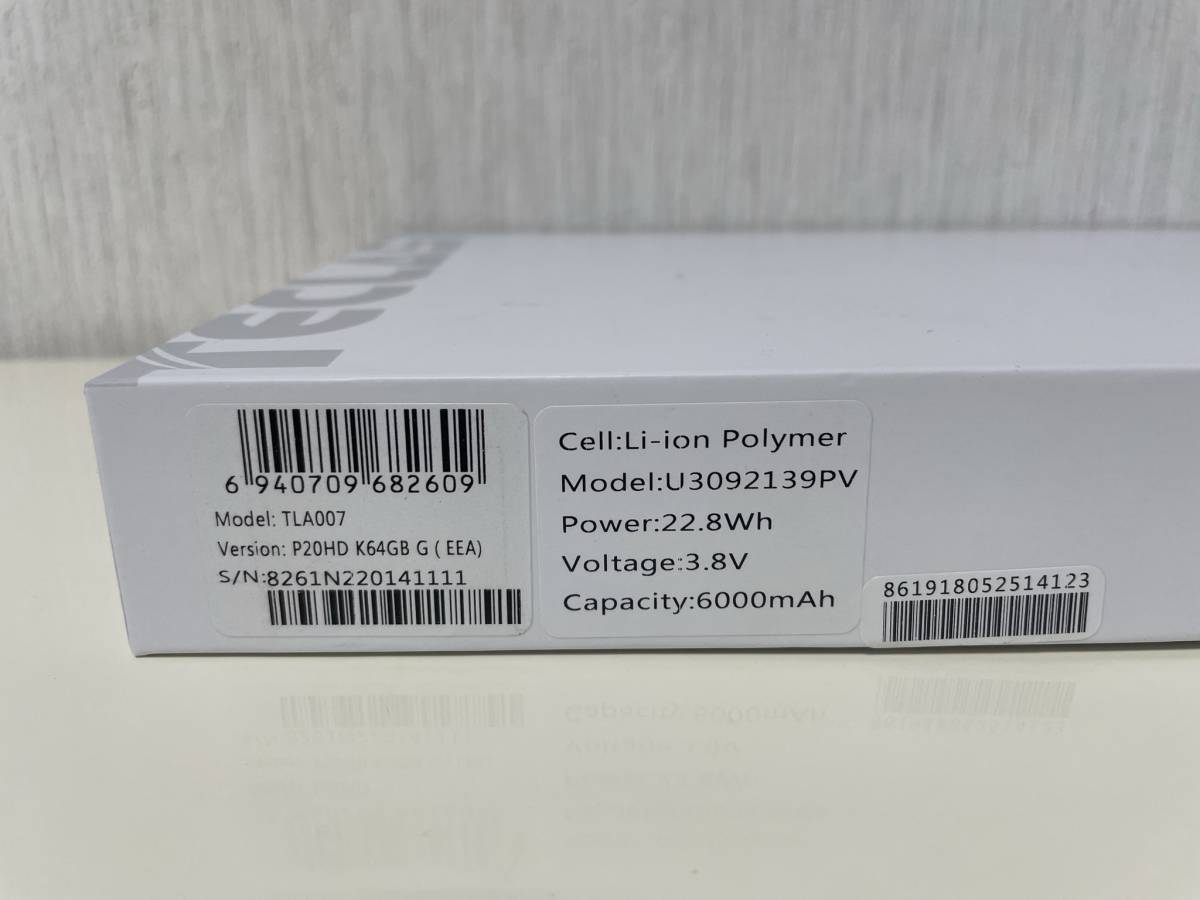 TECLAS
6 940709 682609
Model: TLA007
Version: P20HD K64GB G ( EEA)
S/N:8261N220141111
Cell:Li-ion Polymer
Model:U3092139PV
Power:22.8Wh
Voltage:3.8V
Capacity:6000mAh
861918052514123